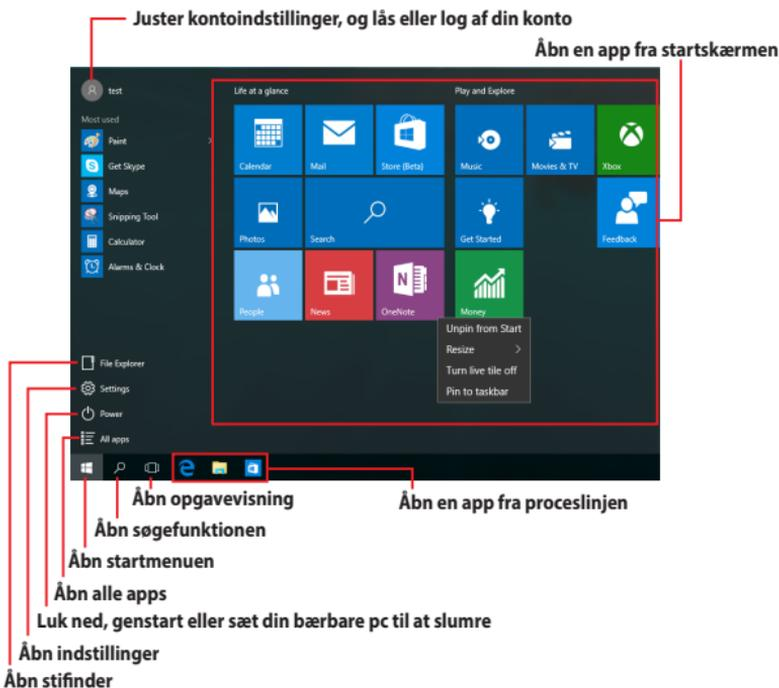 Juster kontoindstillinger, og lås eller log af din konto
Åbn en app fra startskærmen
test
Most used
Paint
Get Skype
Maps
Snipping Tool
Calculator
Alarms & Clock
File Explorer
Settings
Power
All apps
Life at a glance
Play and Explore
Calendar
Mail
Store (Beta)
Music
Movies & TV
Xbox
Photos
Search
Get Started
Feedback
People
News
OneNote
Money
Unpin from Start
Resize
Turn live tile off
Pin to taskbar
Åbn opgavevisning
Åbn en app fra proceslinjen
Åbn søgefunktionen
Åbn startmenuen
Åbn alle apps
Luk ned, genstart eller sæt din bærbare pc til at slumre
Åbn indstillinger
Åbn stifinder